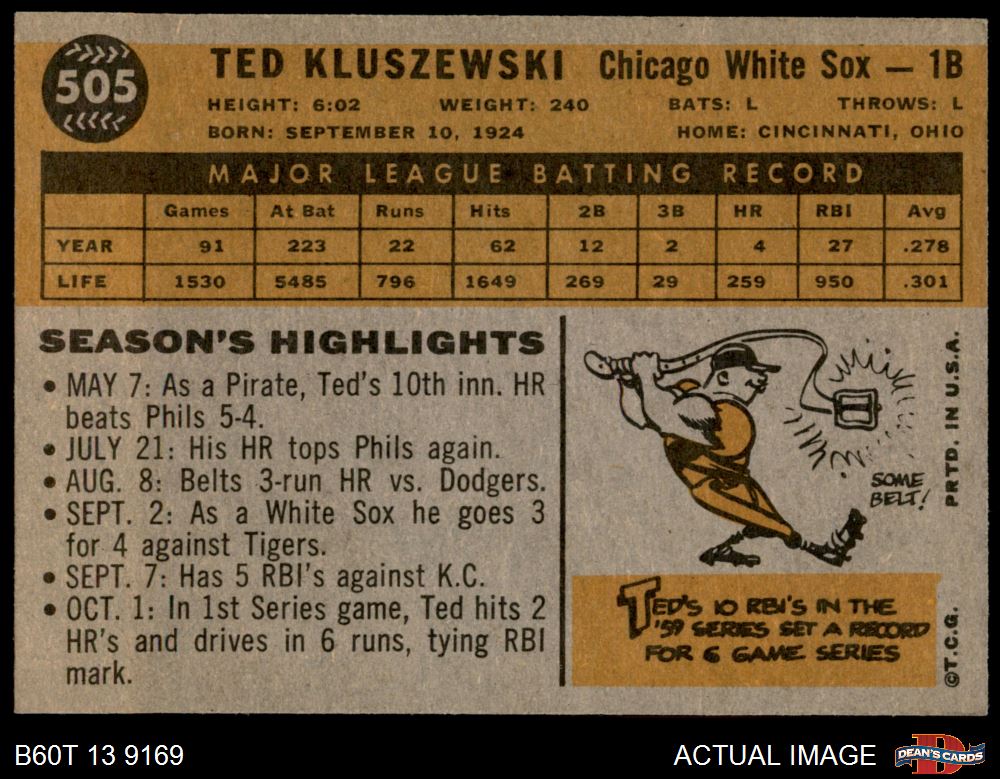 505
TED KLUSZEWSKI Chicago White Sox — 1B
HEIGHT: 6:02 WEIGHT: 240 BATS: L THROWS: L
BORN: SEPTEMBER 10, 1924 HOME: CINCINNATI, OHIO
MAJOR LEAGUE BATTING RECORD
Games At Bat Runs Hits 2B 3B HR RBI Avg
YEAR 91 223 22 62 12 2 4 27 .278
LIFE 1530 5485 796 1649 269 29 259 950 .301
SEASON'S HIGHLIGHTS
• MAY 7: As a Pirate, Ted's 10th inn. HR
beats Phils 5-4.
• JULY 21: His HR tops Phils again.
• AUG. 8: Belts 3-run HR vs. Dodgers.
• SEPT. 2: As a White Sox he goes 3
for 4 against Tigers.
• SEPT. 7: Has 5 RBI's against K.C.
• OCT. 1: In 1st Series game, Ted hits 2
HR's and drives in 6 runs, tying RBI
mark.
SOME
BELT!
TED'S 10 RBI'S IN THE
'59 SERIES SET A RECORD
FOR 6 GAME SERIES
©T.C.G. PRTD. IN U.S.A.
B60T 13 9169 ACTUAL IMAGE DEAN'S CARDS